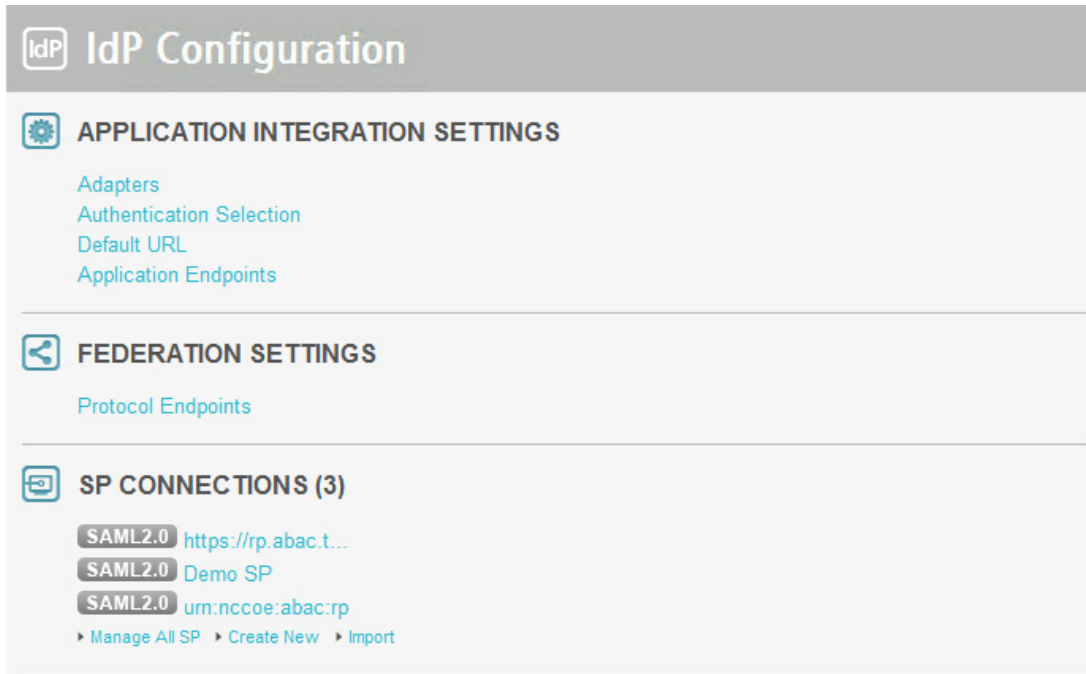 IdP IdP Configuration
APPLICATION INTEGRATION SETTINGS
Adapters
Authentication Selection
Default URL
Application Endpoints
FEDERATION SETTINGS
Protocol Endpoints
SP CONNECTIONS (3)
SAML2.0 https://rp.abac.t...
SAML2.0 Demo SP
SAML2.0 urn:nccoe:abac:rp
Manage All SP Create New Import